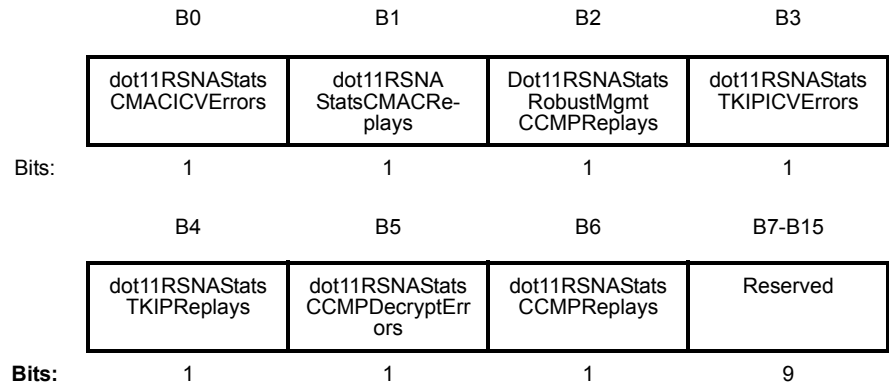 B0 B1 B2 B3
dot11RSNAStats dot11RSNA Dot11RSNAStats dot11RSNAStats
CMACICVErrors StatsCMACRe- RobustMgmt TKIPICVErrors
plays CCMPReplays
Bits: 1 1 1 1
B4 B5 B6 B7-B15
dot11RSNAStats dot11RSNAStats dot11RSNAStats Reserved
TKIPReplays CCMPDecryptErr CCMPReplays
ors
Bits: 1 1 1 9